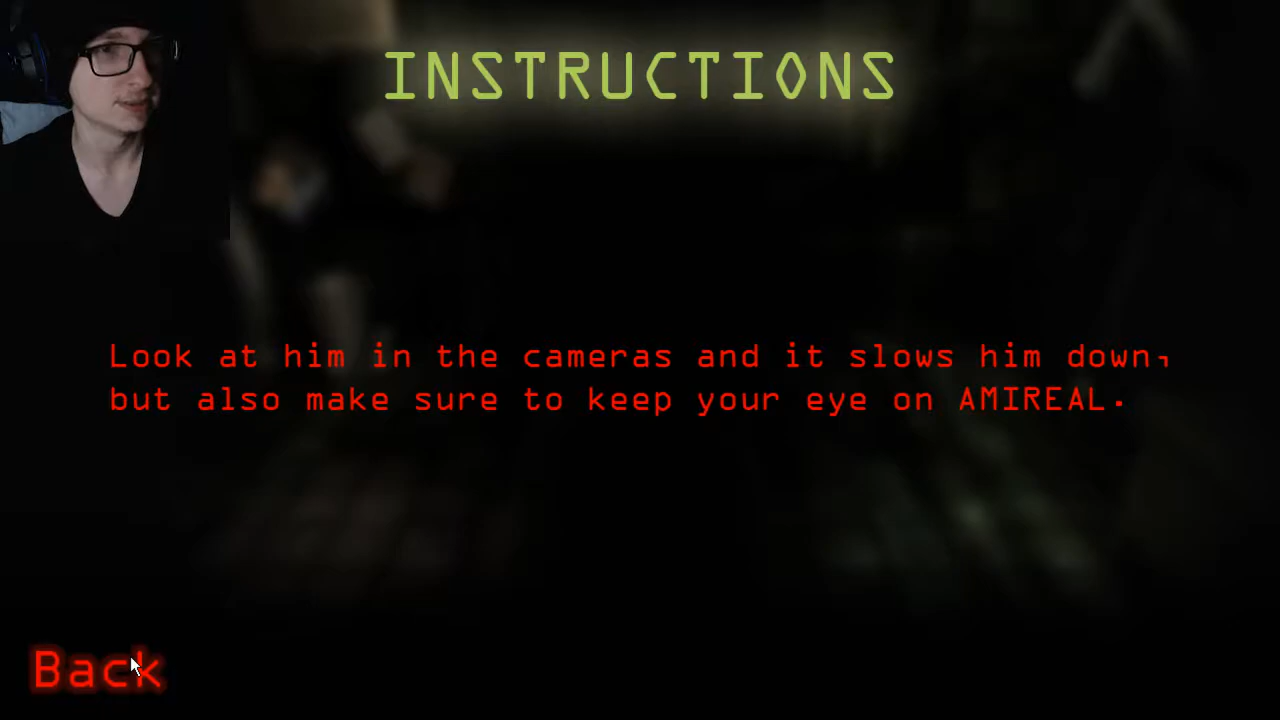 INSTRUCTIONS
Look at him in the cameras and it slows him down,
but also make sure to keep your eye on AMIREAL.
Back